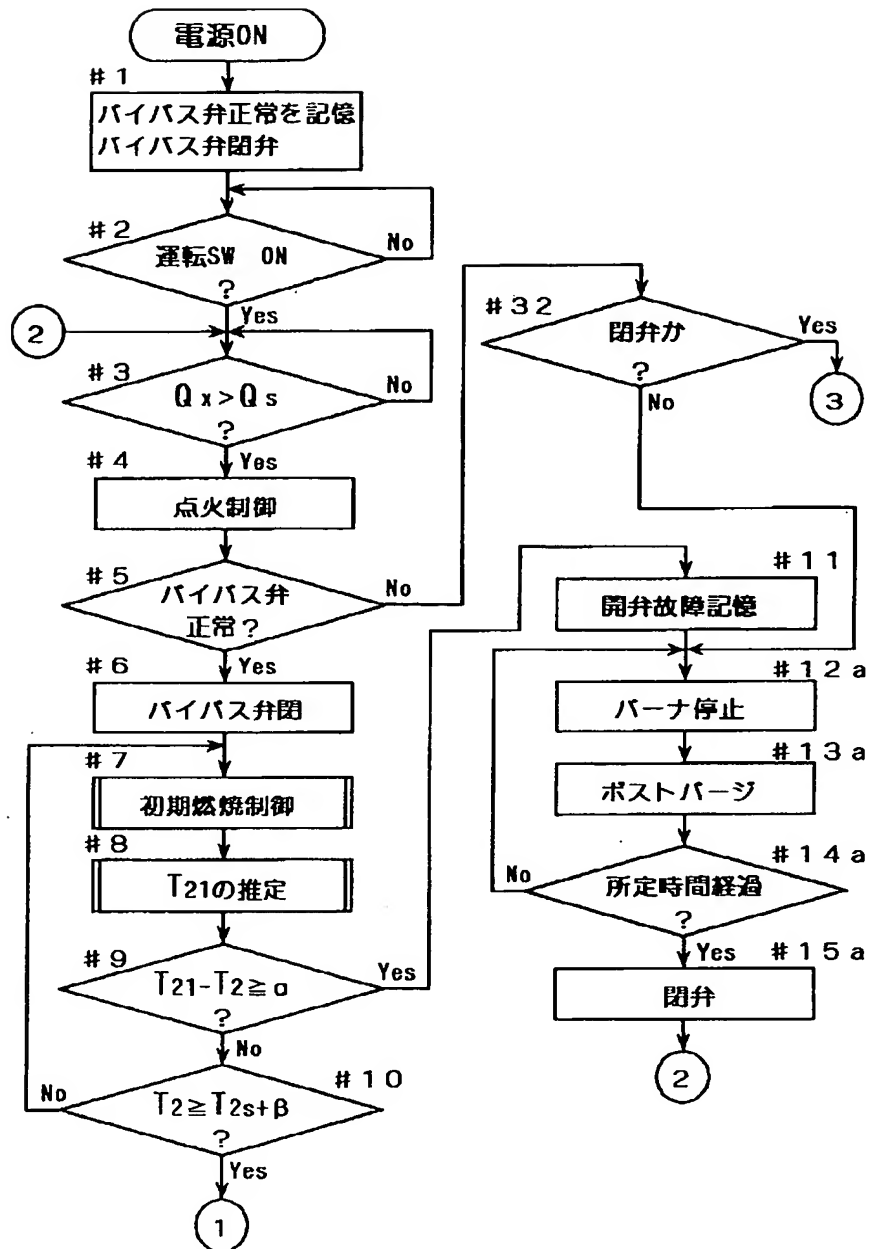 電源ON
#1
バイパス弁正常を記憶
バイパス弁閉弁
#2
運転SW ON
?
No
Yes
2
#3
Qx>Qs
?
No
Yes
#4
点火制御
#5
バイパス弁
正常?
No
Yes
#6
バイパス弁閉
#7
初期燃焼制御
#8
T21の推定
#9
T21-T2≧α
?
Yes
No
#10
T2≧T2s+β
?
No
Yes
1
#32
閉弁か
?
Yes
3
No
#11
開弁故障記憶
#12a
バーナ停止
#13a
ポストパージ
#14a
所定時間経過
?
No
Yes
#15a
閉弁
2